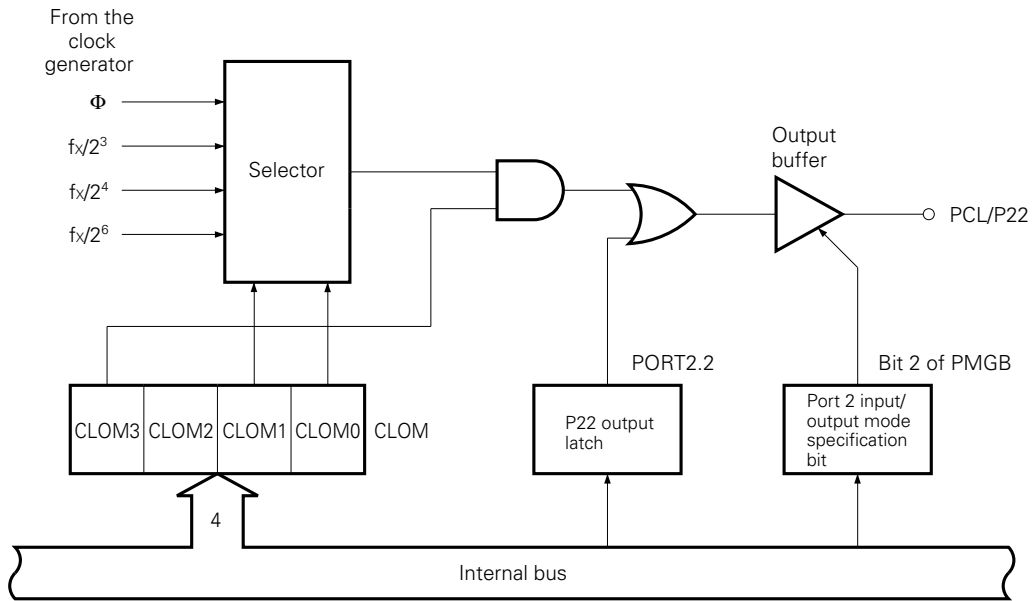 From the
clock
generator
Φ
fx/2³
fx/2⁴
fx/2⁶
Selector
Output
buffer
PCL/P22
PORT2.2
Bit 2 of PMGB
CLOM3 CLOM2 CLOM1 CLOM0 CLOM
P22 output
latch
Port 2 input/
output mode
specification
bit
4
Internal bus